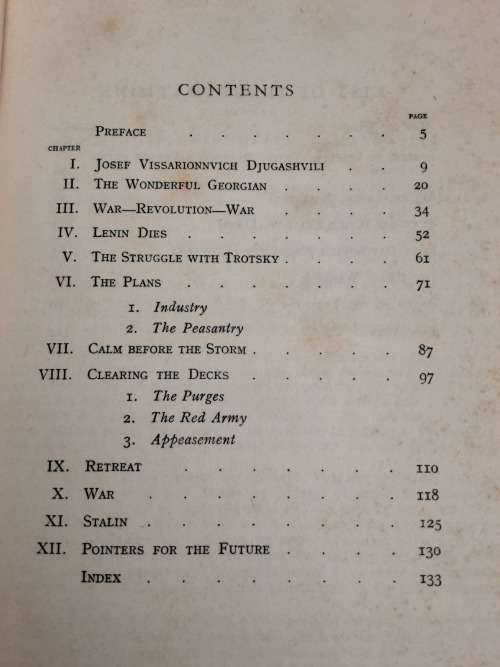 CONTENTS
PAGE
PREFACE . . . . . . . 5
CHAPTER
I. JOSEF VISSARIONNVICH DJUGASHVILI . . 9
II. THE WONDERFUL GEORGIAN . . . . 20
III. WAR—REVOLUTION—WAR . . . . 34
IV. LENIN DIES . . . . . . . 52
V. THE STRUGGLE WITH TROTSKY . . . . 61
VI. THE PLANS . . . . . . . 71
1. Industry
2. The Peasantry
VII. CALM BEFORE THE STORM . . . . . 87
VIII. CLEARING THE DECKS . . . . . 97
1. The Purges
2. The Red Army
3. Appeasement
IX. RETREAT . . . . . . . 110
X. WAR . . . . . . . . 118
XI. STALIN . . . . . . . . 125
XII. POINTERS FOR THE FUTURE . . . . 130
INDEX . . . . . . . . 133